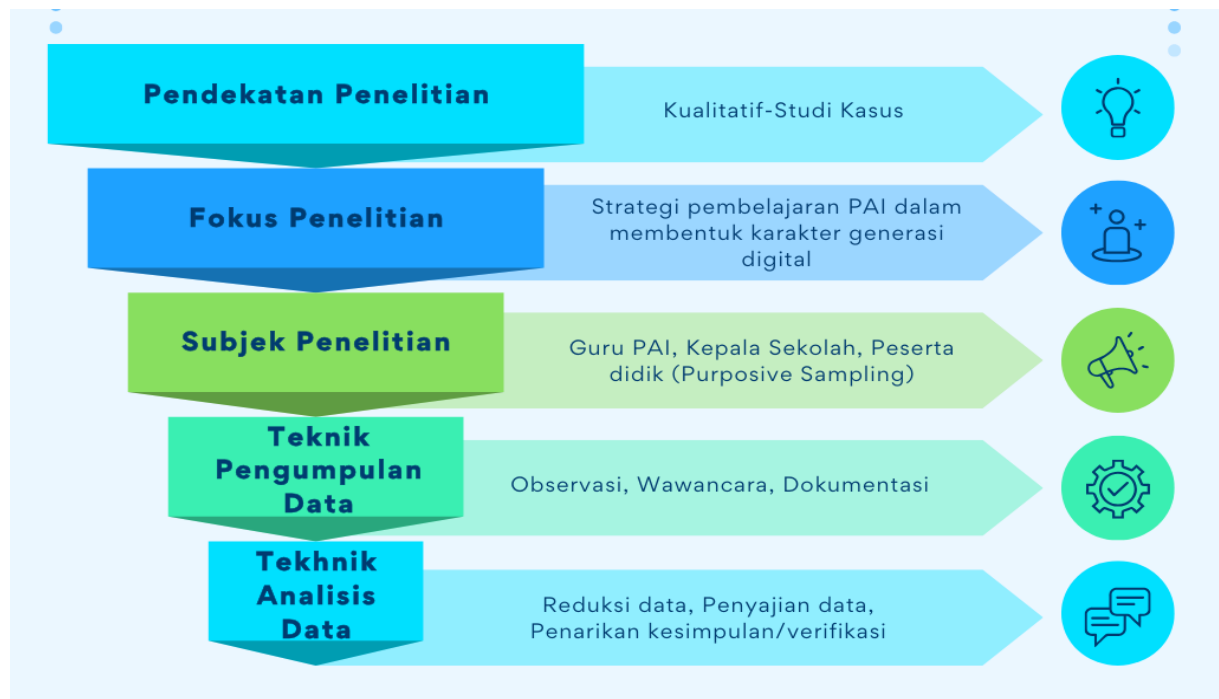 Pendekatan Penelitian
Kualitatif-Studi Kasus
Fokus Penelitian
Strategi pembelajaran PAI dalam
membentuk karakter generasi
digital
Subjek Penelitian
Guru PAI, Kepala Sekolah, Peserta
didik (Purposive Sampling)
Teknik
Pengumpulan
Data
Observasi, Wawancara, Dokumentasi
Tekhnik
Analisis
Data
Reduksi data, Penyajian data,
Penarikan kesimpulan/verifikasi